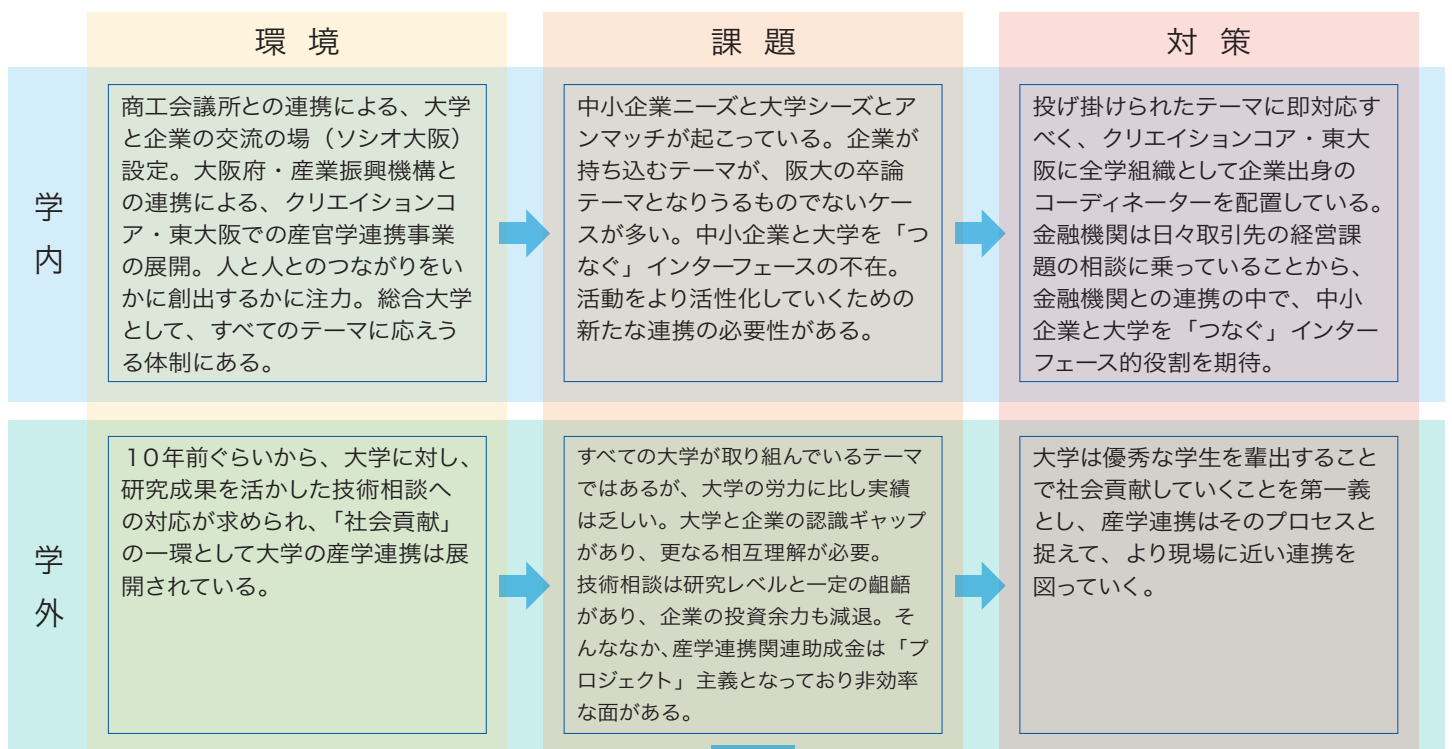 環 境
課 題
対 策
学
内
商工会議所との連携による、大学
と企業の交流の場（ソシオ大阪）
設定。大阪府・産業振興機構と
の連携による、クリエイションコ
ア・東大阪での産官学連携事業
の展開。人と人とのつながりをい
かに創出するかに注力。総合大学
として、すべてのテーマに応えう
る体制にある。
中小企業ニーズと大学シーズとア
ンマッチが起こっている。企業が
持ち込むテーマが、阪大の卒論
テーマとなりうるものでないケー
スが多い。中小企業と大学を「つ
なぐ」インターフェースの不在。
活動をより活性化していくための
新たな連携の必要性がある。
投げ掛けられたテーマに即対応す
べく、クリエイションコア・東大
阪に全学組織として企業出身の
コーディネーターを配置している。
金融機関は日々取引先の経営課
題の相談に乗っていることから、
金融機関との連携の中で、中小
企業と大学を「つなぐ」インター
フェース的役割を期待。
学
外
１０年前ぐらいから、大学に対し、
研究成果を活かした技術相談へ
の対応が求められ、「社会貢献」
の一環として大学の産学連携は展
開されている。
すべての大学が取り組んでいるテーマ
ではあるが、大学の労力に比し実績
は乏しい。大学と企業の認識ギャップ
があり、更なる相互理解が必要。
技術相談は研究レベルと一定の齟齬
があり、企業の投資余力も減退。そ
んななか、産学連携関連助成金は「プ
ロジェクト」主義となっており非効率
な面がある。
大学は優秀な学生を輩出すること
で社会貢献していくことを第一義
とし、産学連携はそのプロセスと
捉えて、より現場に近い連携を
図っていく。